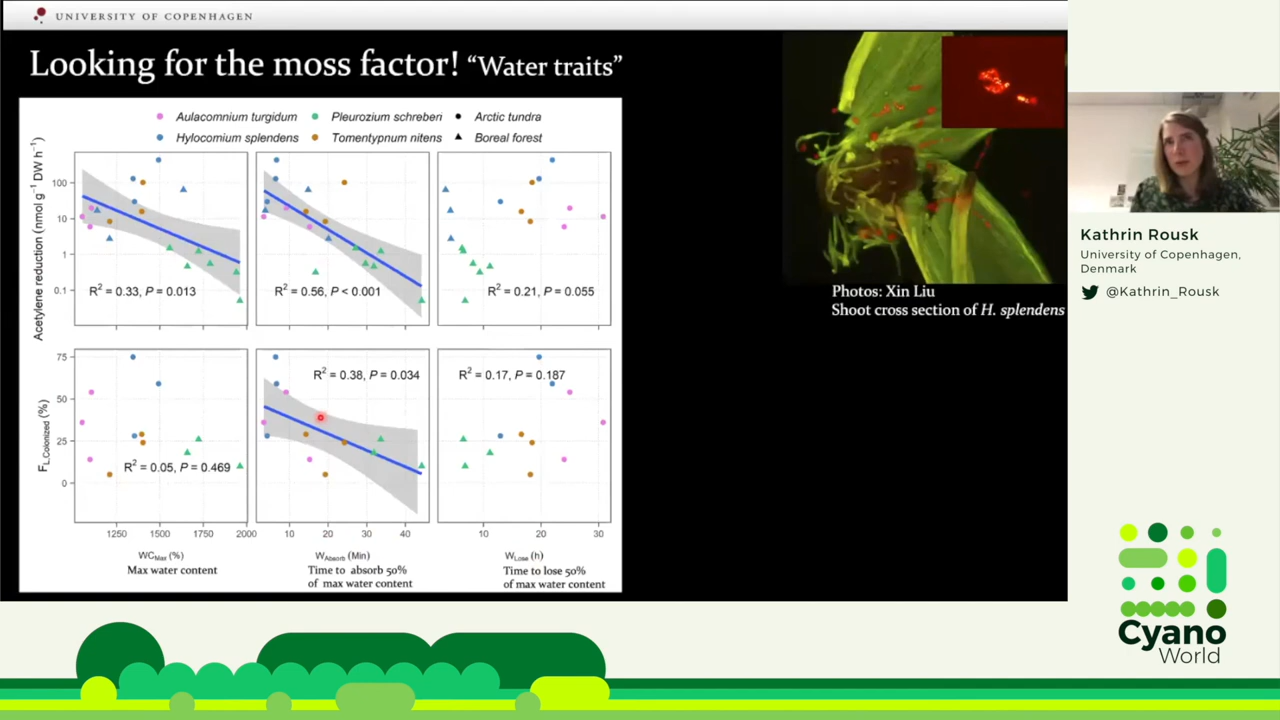 UNIVERSITY OF COPENHAGEN
Looking for the moss factor! “Water traits”
Aulacomnium turgidum
Pleurozium schreberi
Arctic tundra
Hylocomium splendens
Tomentypnum nitens
Boreal forest
Acetylene reduction (nmol g⁻¹ DW h⁻¹)
100
10
1
0.1
R² = 0.33, P = 0.013
R² = 0.56, P < 0.001
R² = 0.21, P = 0.055
FL,Colonized (%)
75
50
25
0
R² = 0.05, P = 0.469
R² = 0.38, P = 0.034
R² = 0.17, P = 0.187
1250 1500 1750 2000
10 20 30 40
10 20 30
WCMax (%)
Max water content
WAbsorb (Min)
Time to absorb 50%
of max water content
WLose (h)
Time to lose 50%
of max water content
Photos: Xin Liu
Shoot cross section of H. splendens
Kathrin Rousk
University of Copenhagen,
Denmark
@Kathrin_Rousk
Cyano
World